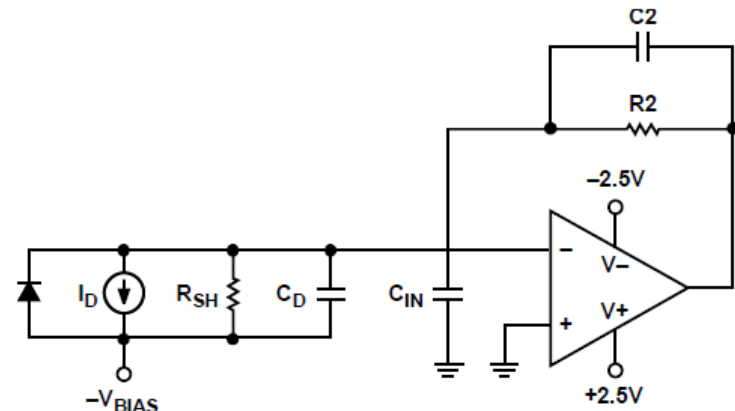 C2
R2
–2.5V
–
V–
I_D
R_SH
C_D
C_IN
+
V+
–V_BIAS
+2.5V